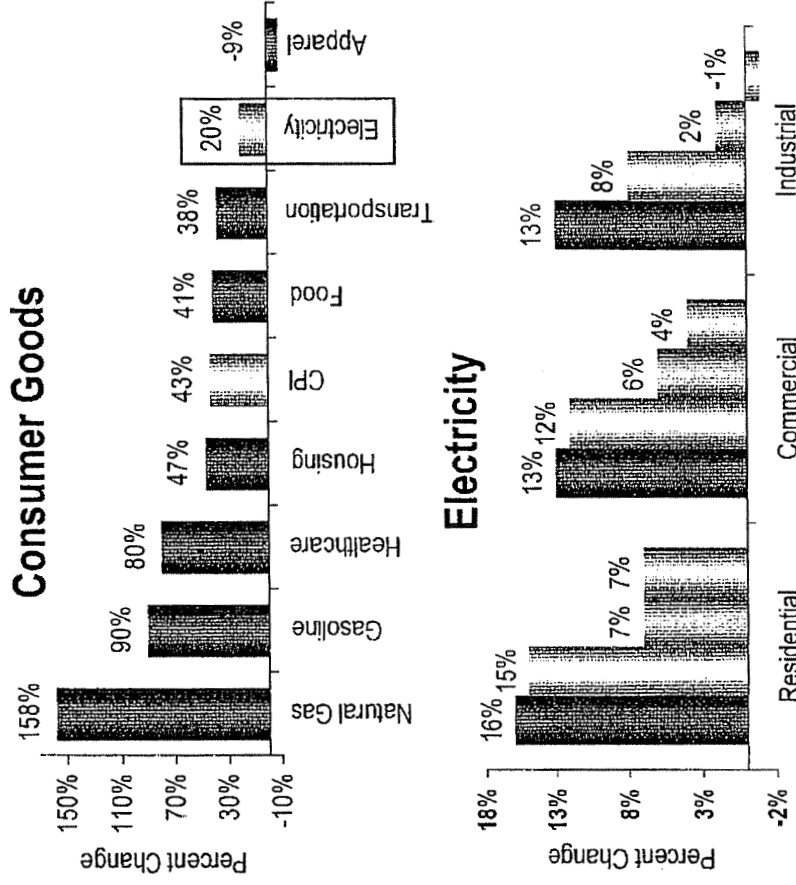 Consumer Goods
Percent Change
150%
110%
70%
30%
-10%
158%
90%
80%
47%
43%
41%
38%
20%
-9%
Natural Gas
Gasoline
Healthcare
Housing
CPI
Food
Transportation
Electricity
Apparel
Electricity
Percent Change
18%
13%
8%
3%
-2%
16%
15%
7%
7%
13%
12%
6%
4%
13%
8%
2%
-1%
Residential
Commercial
Industrial